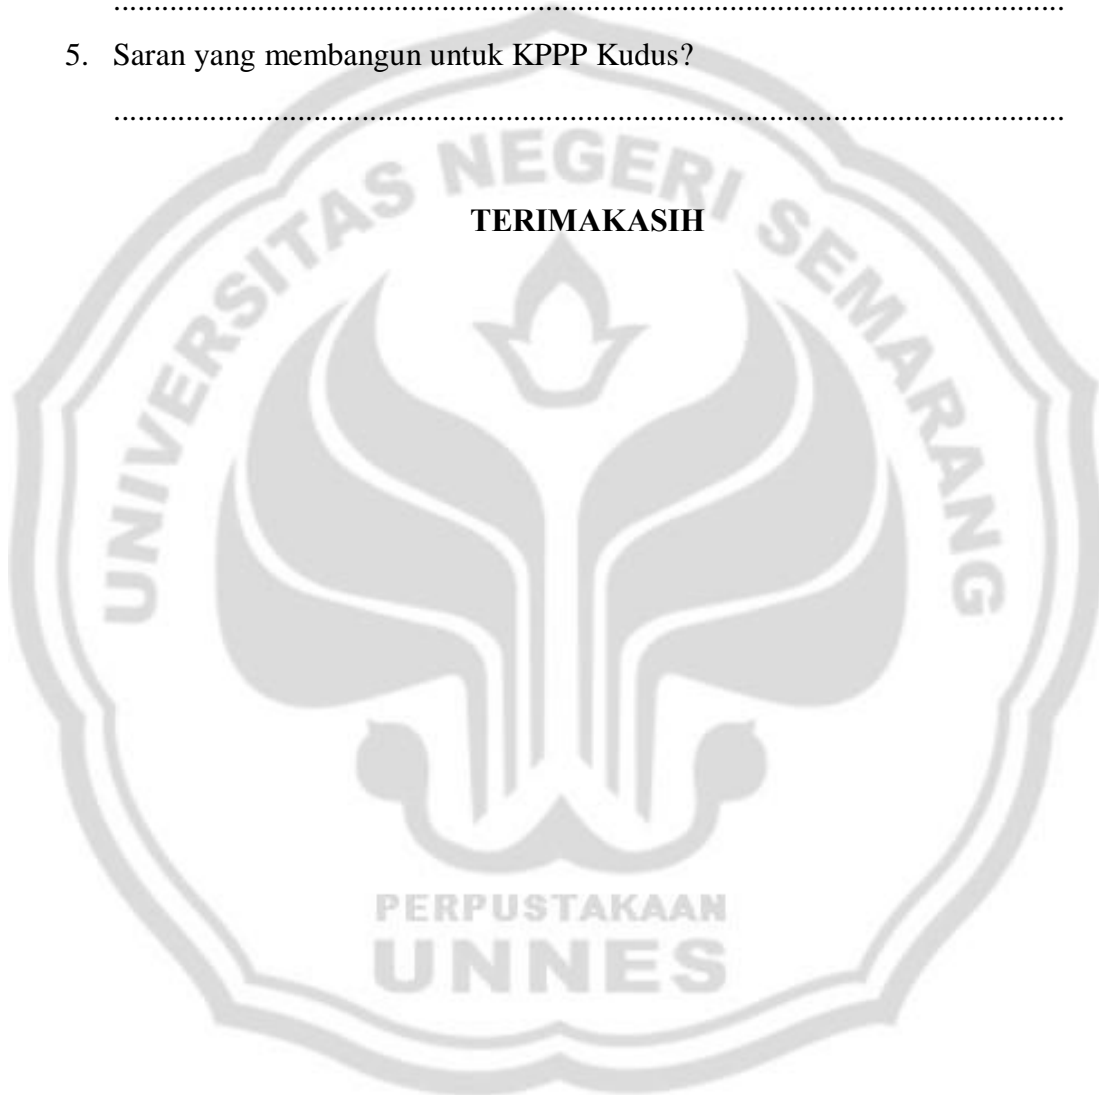 ..........................................................................................................................
5. Saran yang membangun untuk KPPP Kudus?
..........................................................................................................................
TERIMAKASIH
UNIVERSITAS NEGERI SEMARANG
PERPUSTAKAAN
UNNES